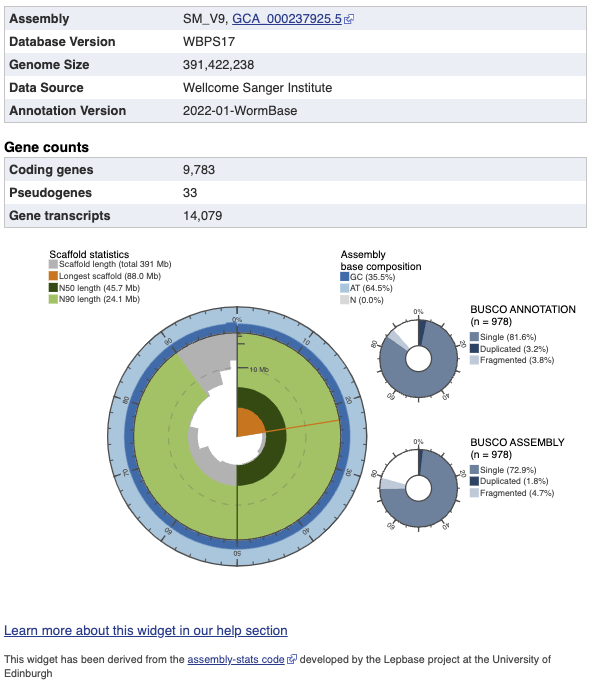 Assembly SM_V9, GCA_000237925.5
Database Version WBPS17
Genome Size 391,422,238
Data Source Wellcome Sanger Institute
Annotation Version 2022-01-WormBase
Gene counts
Coding genes 9,783
Pseudogenes 33
Gene transcripts 14,079
Scaffold statistics
Scaffold length (total 391 Mb)
Longest scaffold (88.0 Mb)
N50 length (45.7 Mb)
N90 length (24.1 Mb)
Assembly
base composition
GC (35.5%)
AT (64.5%)
N (0.0%)
0%
10
20
30
40
50
60
70
80
90
10 Mb
BUSCO ANNOTATION
(n = 978)
Single (81.6%)
Duplicated (3.2%)
Fragmented (3.8%)
0%
20
40
60
80
BUSCO ASSEMBLY
(n = 978)
Single (72.9%)
Duplicated (1.8%)
Fragmented (4.7%)
0%
20
40
60
80
Learn more about this widget in our help section
This widget has been derived from the assembly-stats code developed by the Lepbase project at the University of
Edinburgh